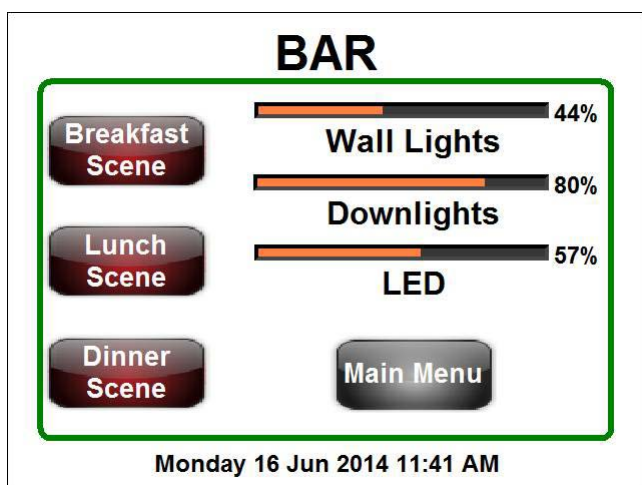 BAR
Breakfast
Scene
44%
Wall Lights
80%
Downlights
Lunch
Scene
57%
LED
Dinner
Scene
Main Menu
Monday 16 Jun 2014 11:41 AM